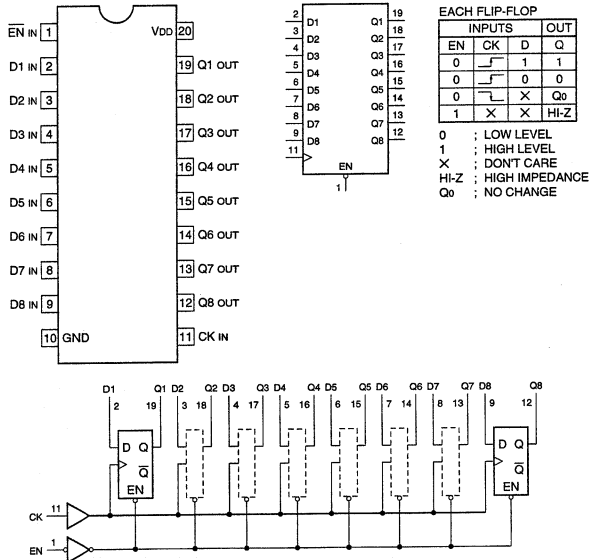 EN IN 1
VDD 20
D1 IN 2
19 Q1 OUT
D2 IN 3
18 Q2 OUT
D3 IN 4
17 Q3 OUT
D4 IN 5
16 Q4 OUT
D5 IN 6
15 Q5 OUT
D6 IN 7
14 Q6 OUT
D7 IN 8
13 Q7 OUT
D8 IN 9
12 Q8 OUT
10 GND
11 CK IN
2 D1 Q1 19
3 D2 Q2 18
4 D3 Q3 17
5 D4 Q4 16
6 D5 Q5 15
7 D6 Q6 14
8 D7 Q7 13
9 D8 Q8 12
11
EN
1
EACH FLIP-FLOP
INPUTS OUT
EN CK D Q
0 1 1
0 0 0
0 X Q0
1 X X HI-Z
0 ; LOW LEVEL
1 ; HIGH LEVEL
X ; DON'T CARE
HI-Z ; HIGH IMPEDANCE
Q0 ; NO CHANGE
D1 Q1 D2 Q2 D3 Q3 D4 Q4 D5 Q5 D6 Q6 D7 Q7 D8 Q8
2 19 3 18 4 17 5 16 6 15 7 14 8 13 9 12
D Q
Q̅
EN
D Q
Q̅
EN
CK 11
EN 1